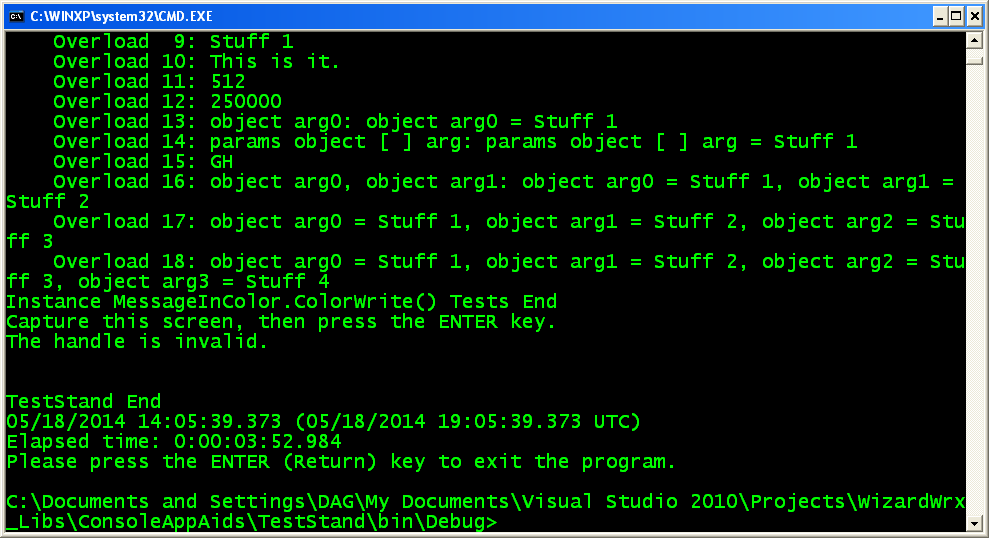 C:\WINXP\system32\CMD.EXE
Overload  9: Stuff 1
Overload 10: This is it.
Overload 11: 512
Overload 12: 250000
Overload 13: object arg0: object arg0 = Stuff 1
Overload 14: params object [ ] arg: params object [ ] arg = Stuff 1
Overload 15: GH
Overload 16: object arg0, object arg1: object arg0 = Stuff 1, object arg1 =
Stuff 2
Overload 17: object arg0 = Stuff 1, object arg1 = Stuff 2, object arg2 = Stu
ff 3
Overload 18: object arg0 = Stuff 1, object arg1 = Stuff 2, object arg2 = Stu
ff 3, object arg3 = Stuff 4
Instance MessageInColor.ColorWrite() Tests End
Capture this screen, then press the ENTER key.
The handle is invalid.
TestStand End
05/18/2014 14:05:39.373 (05/18/2014 19:05:39.373 UTC)
Elapsed time: 0:00:03:52.984
Please press the ENTER (Return) key to exit the program.
C:\Documents and Settings\DAG\My Documents\Visual Studio 2010\Projects\WizardWrx
_Libs\ConsoleAppAids\TestStand\bin\Debug>